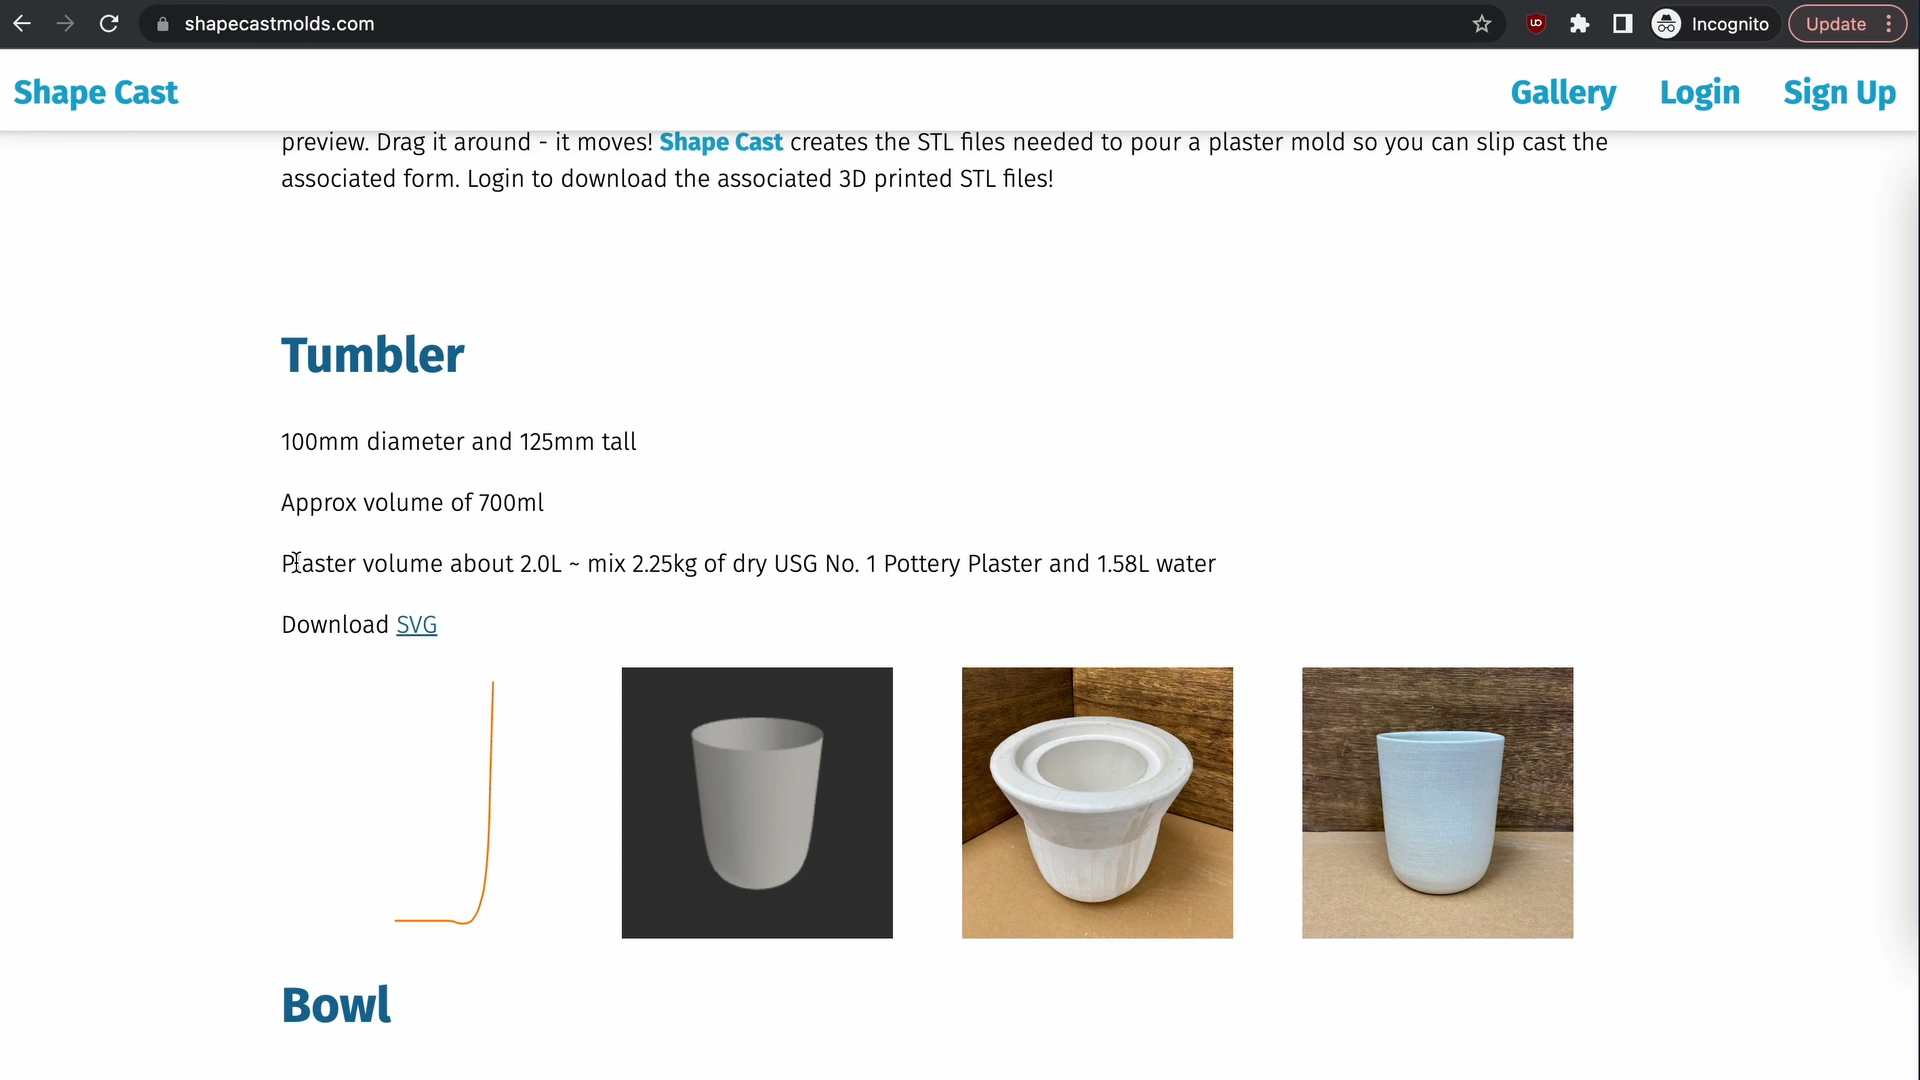 shapecastmolds.com
Incognito
Update
Shape Cast
Gallery
Login
Sign Up
preview. Drag it around - it moves! Shape Cast creates the STL files needed to pour a plaster mold so you can slip cast the
associated form. Login to download the associated 3D printed STL files!
Tumbler
100mm diameter and 125mm tall
Approx volume of 700ml
Plaster volume about 2.0L ~ mix 2.25kg of dry USG No. 1 Pottery Plaster and 1.58L water
Download SVG
Bowl